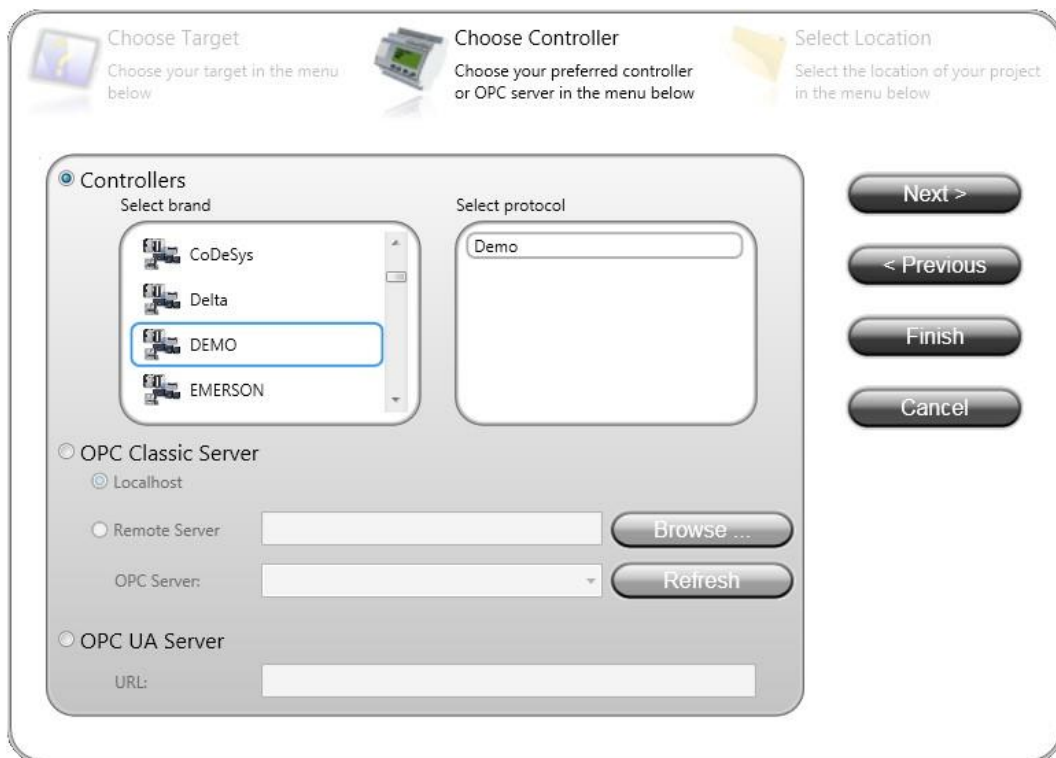 Choose Target
Choose your target in the menu
below
Choose Controller
Choose your preferred controller
or OPC server in the menu below
Select Location
Select the location of your project
in the menu below
Controllers
Select brand
CoDeSys
Delta
DEMO
EMERSON
Select protocol
Demo
Next >
< Previous
Finish
Cancel
OPC Classic Server
Localhost
Remote Server
Browse ...
OPC Server:
Refresh
OPC UA Server
URL: